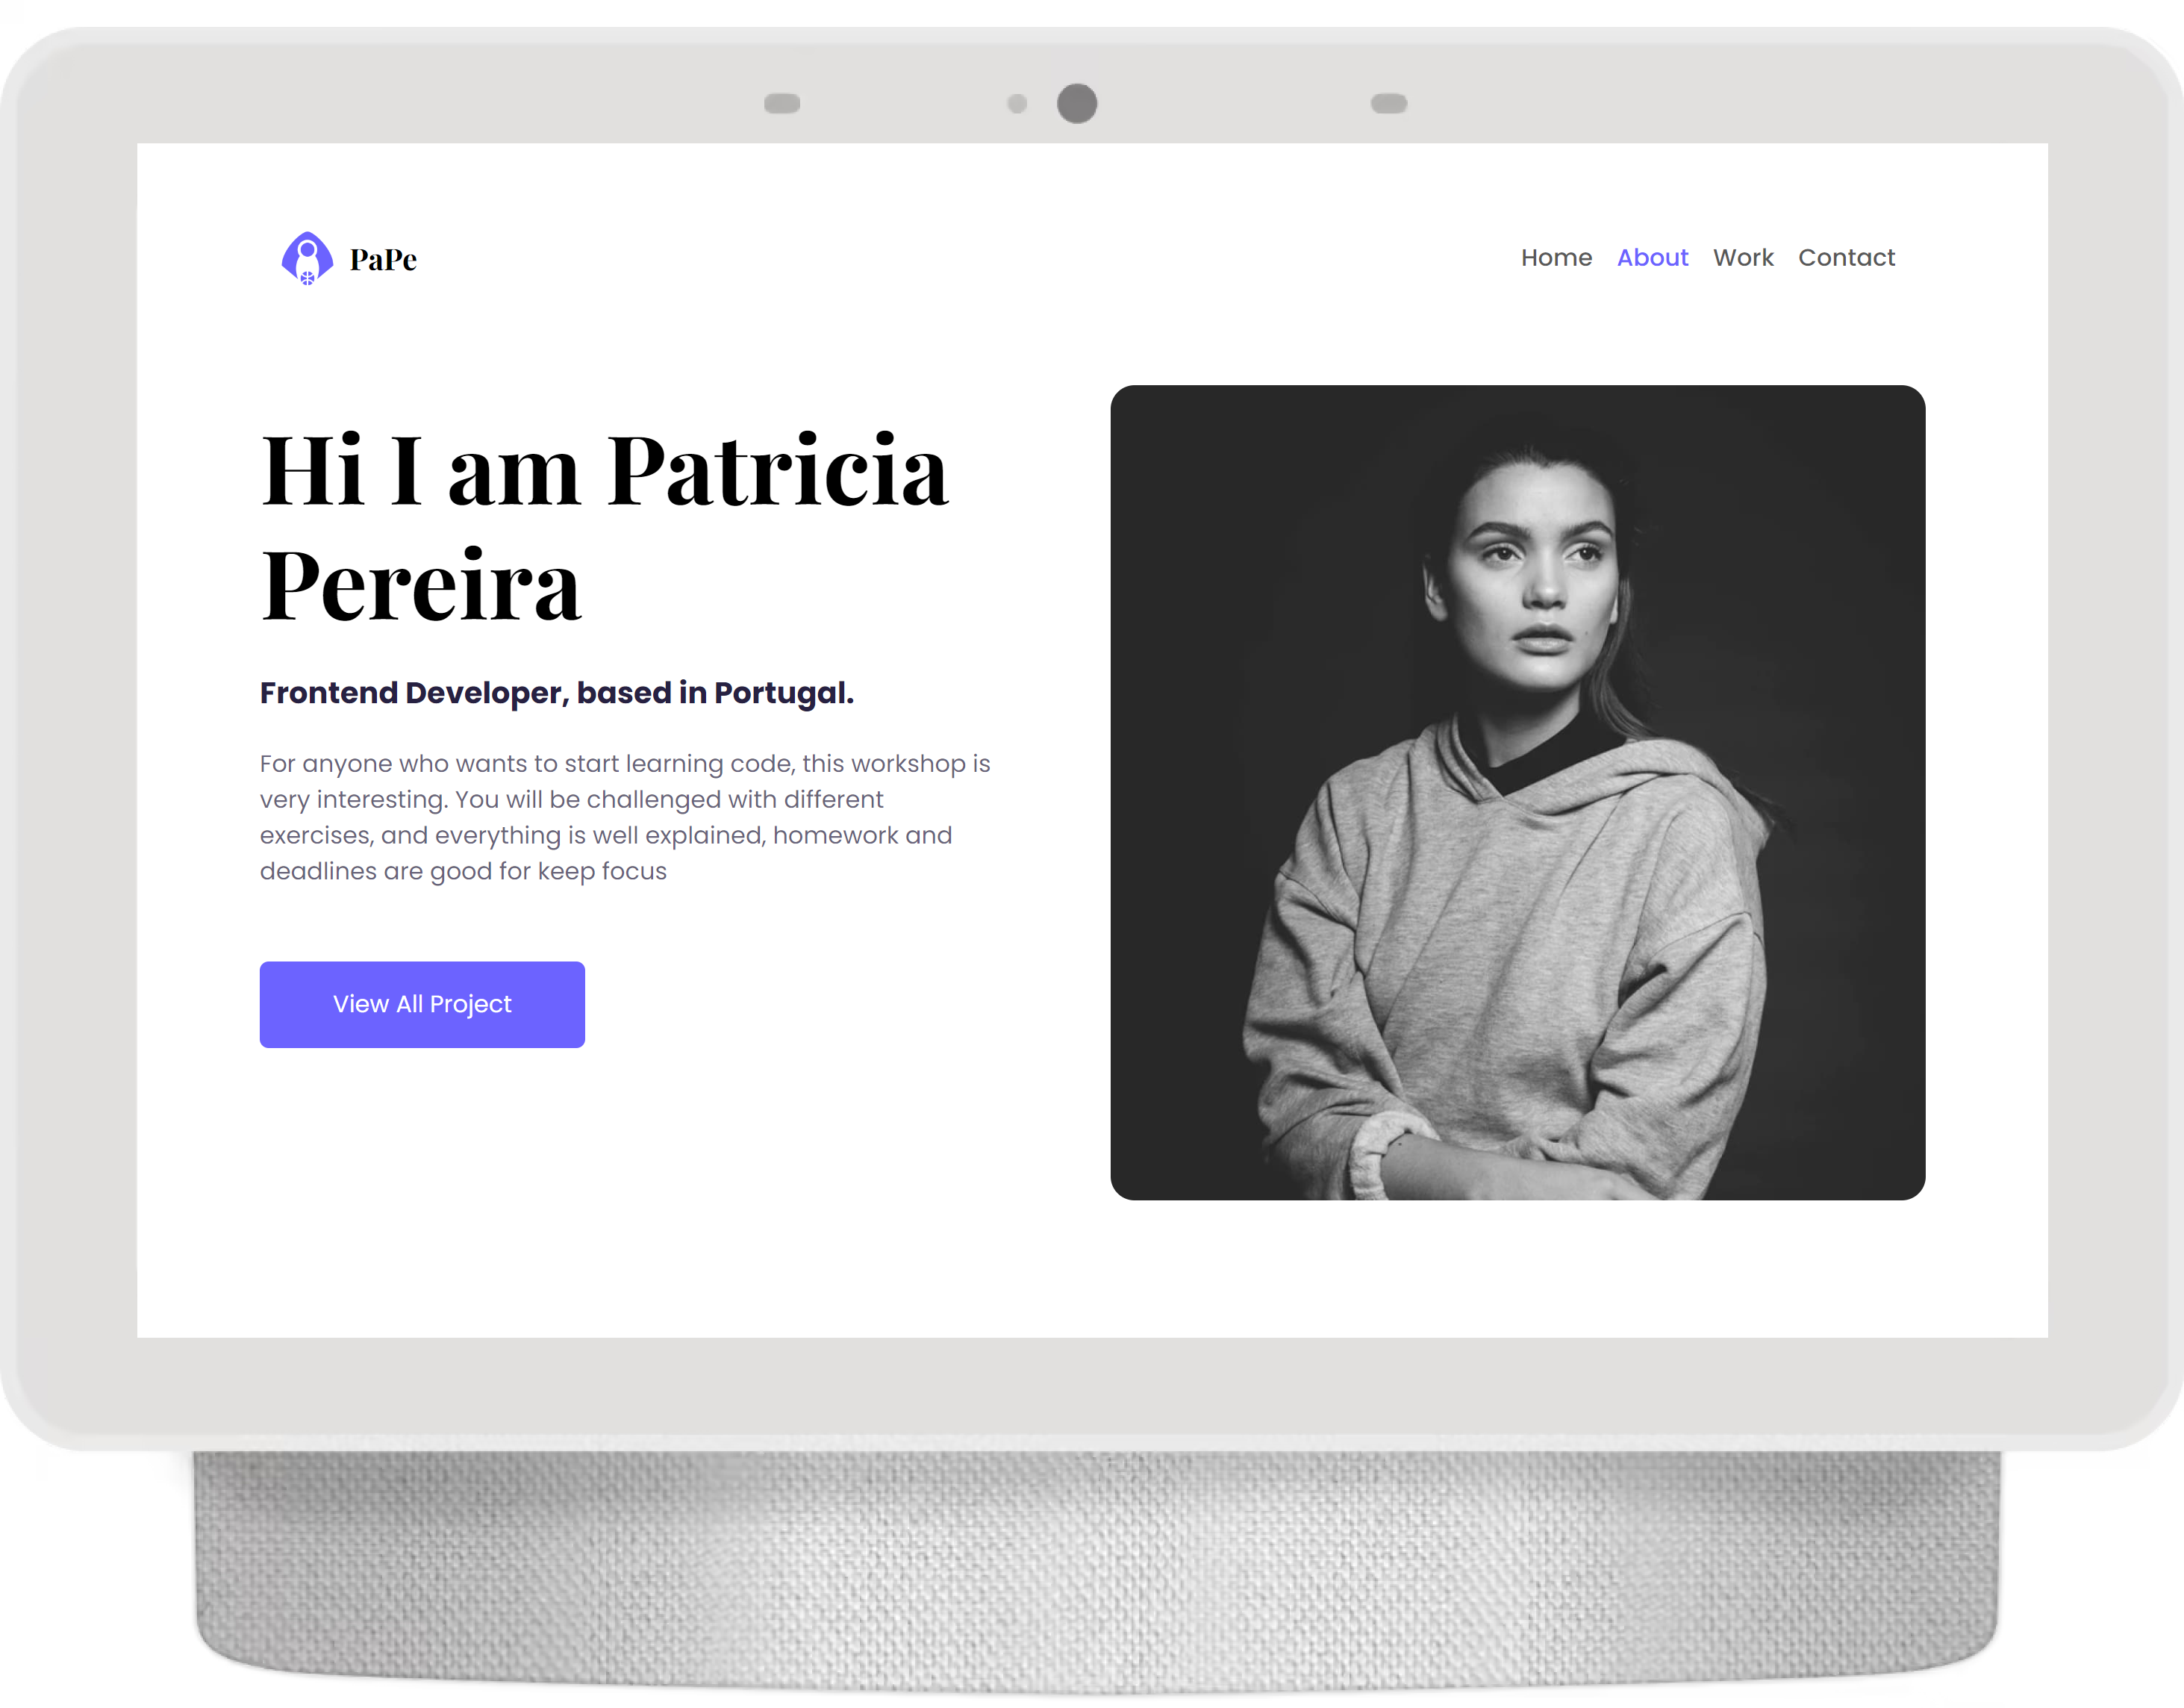 PaPe
Home About Work Contact
Hi I am Patricia
Pereira
Frontend Developer, based in Portugal.
For anyone who wants to start learning code, this workshop is
very interesting. You will be challenged with different
exercises, and everything is well explained, homework and
deadlines are good for keep focus
View All Project